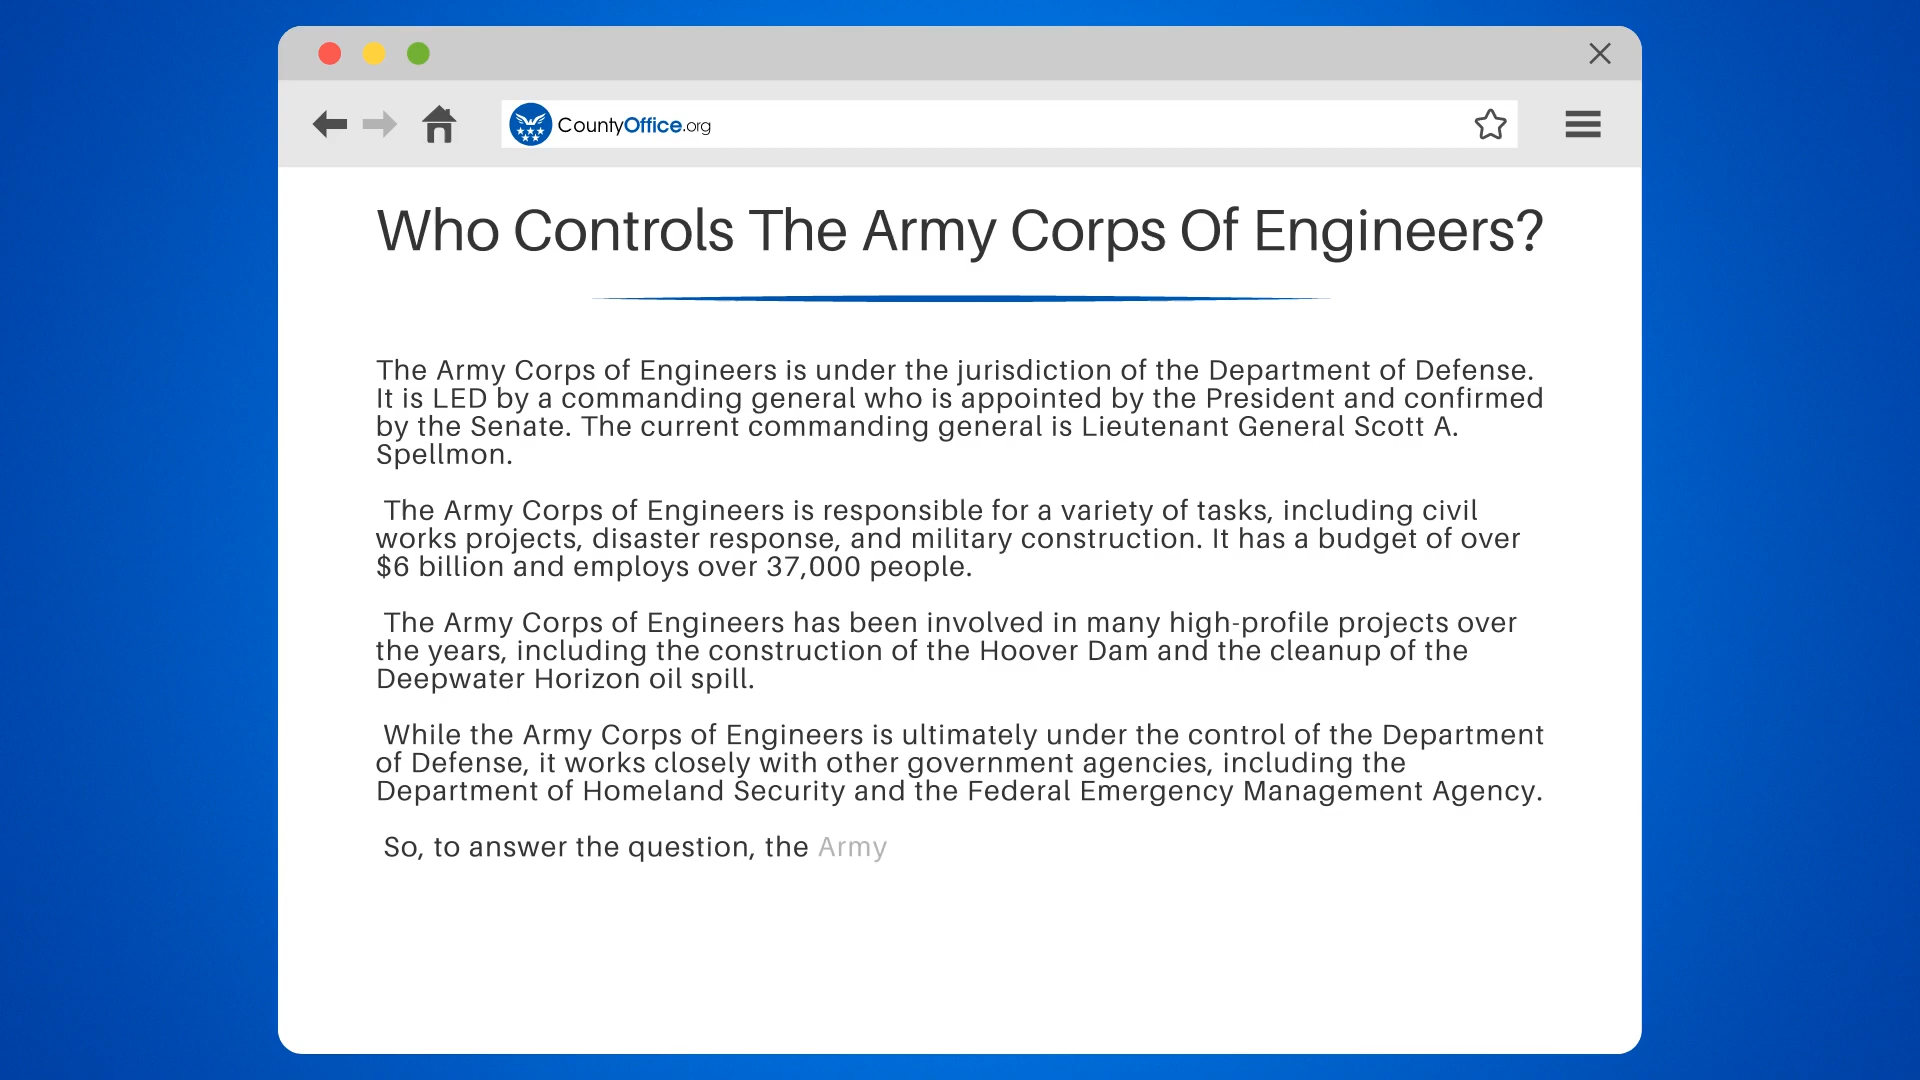 CountyOffice.org
Who Controls The Army Corps Of Engineers?
The Army Corps of Engineers is under the jurisdiction of the Department of Defense.
It is LED by a commanding general who is appointed by the President and confirmed
by the Senate. The current commanding general is Lieutenant General Scott A.
Spellmon.
The Army Corps of Engineers is responsible for a variety of tasks, including civil
works projects, disaster response, and military construction. It has a budget of over
$6 billion and employs over 37,000 people.
The Army Corps of Engineers has been involved in many high-profile projects over
the years, including the construction of the Hoover Dam and the cleanup of the
Deepwater Horizon oil spill.
While the Army Corps of Engineers is ultimately under the control of the Department
of Defense, it works closely with other government agencies, including the
Department of Homeland Security and the Federal Emergency Management Agency.
So, to answer the question, the Army